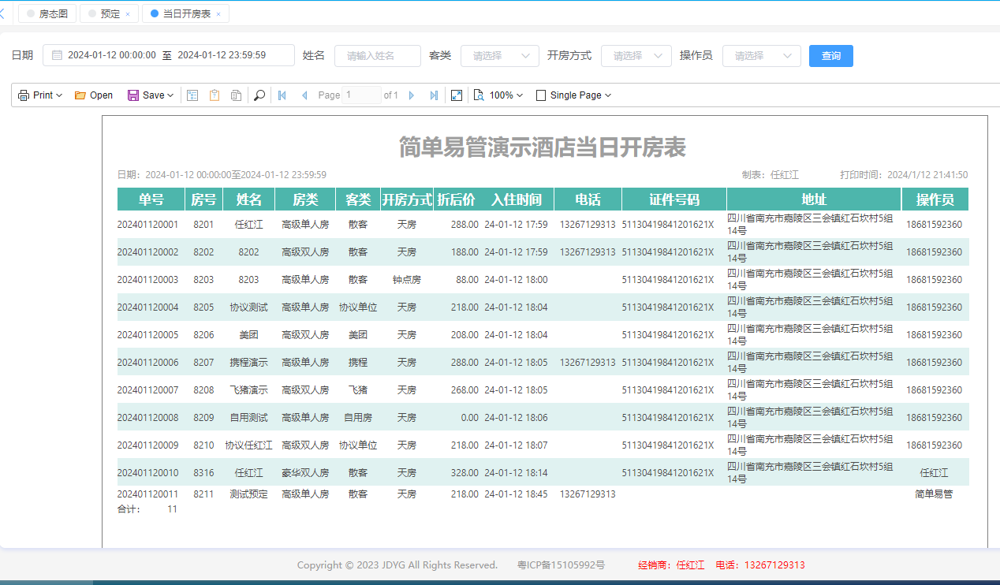 房态图 预定 × 当日开房表 ×
日期 2024-01-12 00:00:00 至 2024-01-12 23:59:59 姓名 请输入姓名 客类 请选择 开房方式 请选择 操作员 请选择 查询
Print Open Save Page 1 of 1 100% Single Page
简单易管演示酒店当日开房表
日期：2024-01-12 00:00:00至2024-01-12 23:59:59 制表：任红江 打印时间：2024/1/12 21:41:50
单号 房号 姓名 房类 客类 开房方式 折后价 入住时间 电话 证件号码 地址 操作员
202401120001 8201 任红江 高级单人房 散客 天房 288.00 24-01-12 17:59 13267129313 51130419841201621X 四川省南充市嘉陵区三会镇红石坎村5组
14号 18681592360
202401120002 8202 8202 高级双人房 散客 天房 188.00 24-01-12 17:59 13267129313 51130419841201621X 四川省南充市嘉陵区三会镇红石坎村5组
14号 18681592360
202401120003 8203 8203 高级单人房 散客 钟点房 88.00 24-01-12 18:00 51130419841201621X 四川省南充市嘉陵区三会镇红石坎村5组
14号 18681592360
202401120004 8205 协议测试 高级单人房 协议单位 天房 218.00 24-01-12 18:04 51130419841201621X 四川省南充市嘉陵区三会镇红石坎村5组
14号 18681592360
202401120005 8206 美团 高级双人房 美团 天房 208.00 24-01-12 18:04 51130419841201621X 四川省南充市嘉陵区三会镇红石坎村5组
14号 18681592360
202401120006 8207 携程演示 高级单人房 携程 天房 288.00 24-01-12 18:05 13267129313 51130419841201621X 四川省南充市嘉陵区三会镇红石坎村5组
14号 18681592360
202401120007 8208 飞猪演示 高级双人房 飞猪 天房 268.00 24-01-12 18:05 51130419841201621X 四川省南充市嘉陵区三会镇红石坎村5组
14号 18681592360
202401120008 8209 自用测试 高级单人房 自用房 天房 0.00 24-01-12 18:06 51130419841201621X 四川省南充市嘉陵区三会镇红石坎村5组
14号 18681592360
202401120009 8210 协议任红江 高级双人房 协议单位 天房 218.00 24-01-12 18:07 51130419841201621X 四川省南充市嘉陵区三会镇红石坎村5组
14号 18681592360
202401120010 8316 任红江 豪华双人房 散客 天房 328.00 24-01-12 18:14 51130419841201621X 四川省南充市嘉陵区三会镇红石坎村5组
14号 任红江
202401120011 8211 测试预定 高级单人房 散客 天房 218.00 24-01-12 18:45 13267129313 简单易管
合计： 11
Copyright © 2023 JDYG All Rights Reserved. 粤ICP备15105992号 经销商：任红江 电话：13267129313